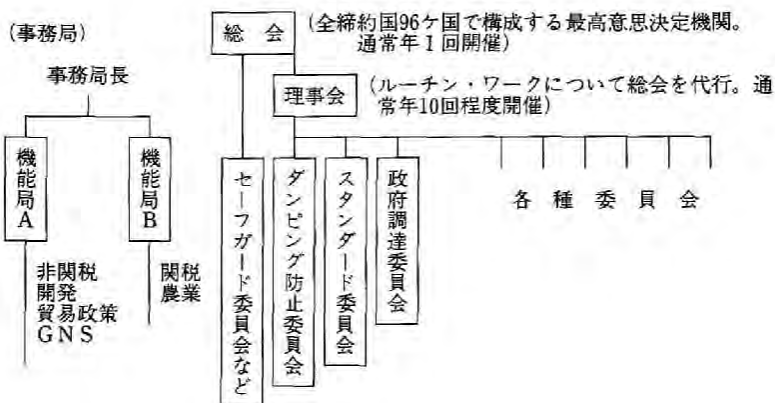 (事務局)
事務局長
機能局A
非関税
開発
貿易政策
GNS
機能局B
関税
農業
総会
(全締約国96ケ国で構成する最高意思決定機関。
通常年1回開催)
理事会
(ルーチン・ワークについて総会を代行。通
常年10回程度開催)
セーフガード委員会など
ダンピング防止委員会
スタンダード委員会
政府調達委員会
各種委員会